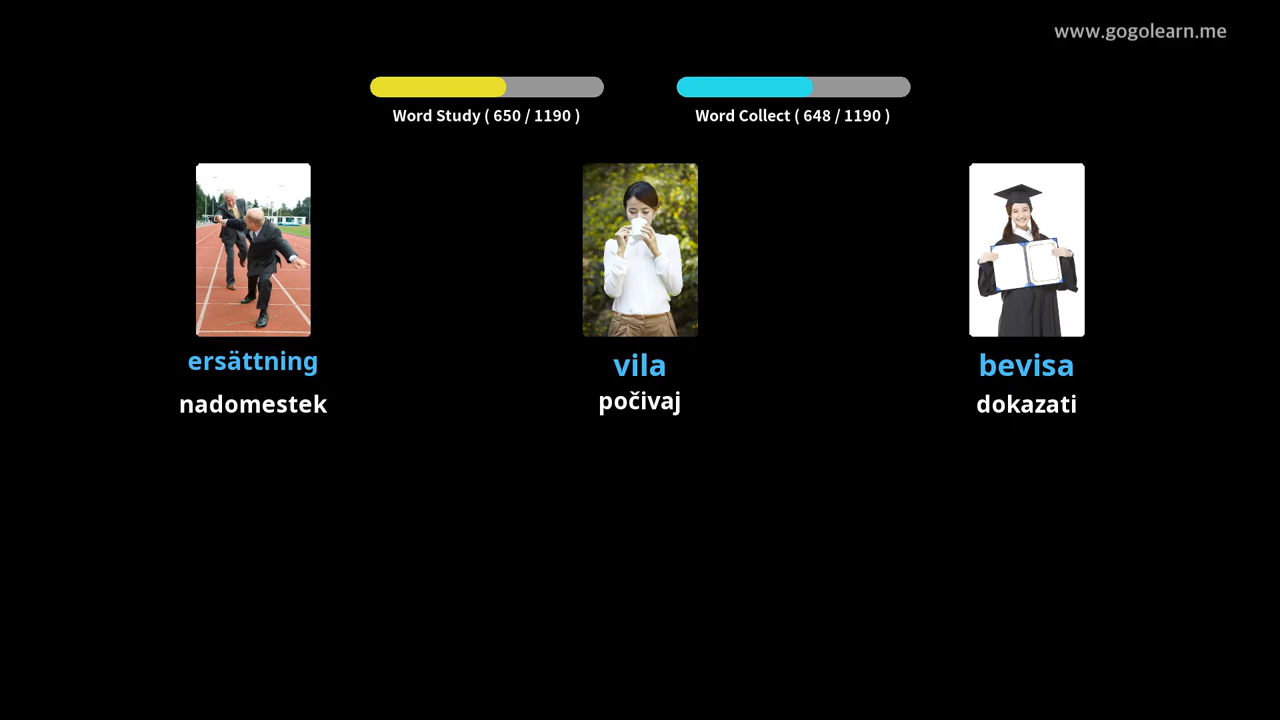 www.gogolearn.me
Word Study ( 650 / 1190 )
Word Collect ( 648 / 1190 )
ersättning
vila
bevisa
nadomestek
počivaj
dokazati